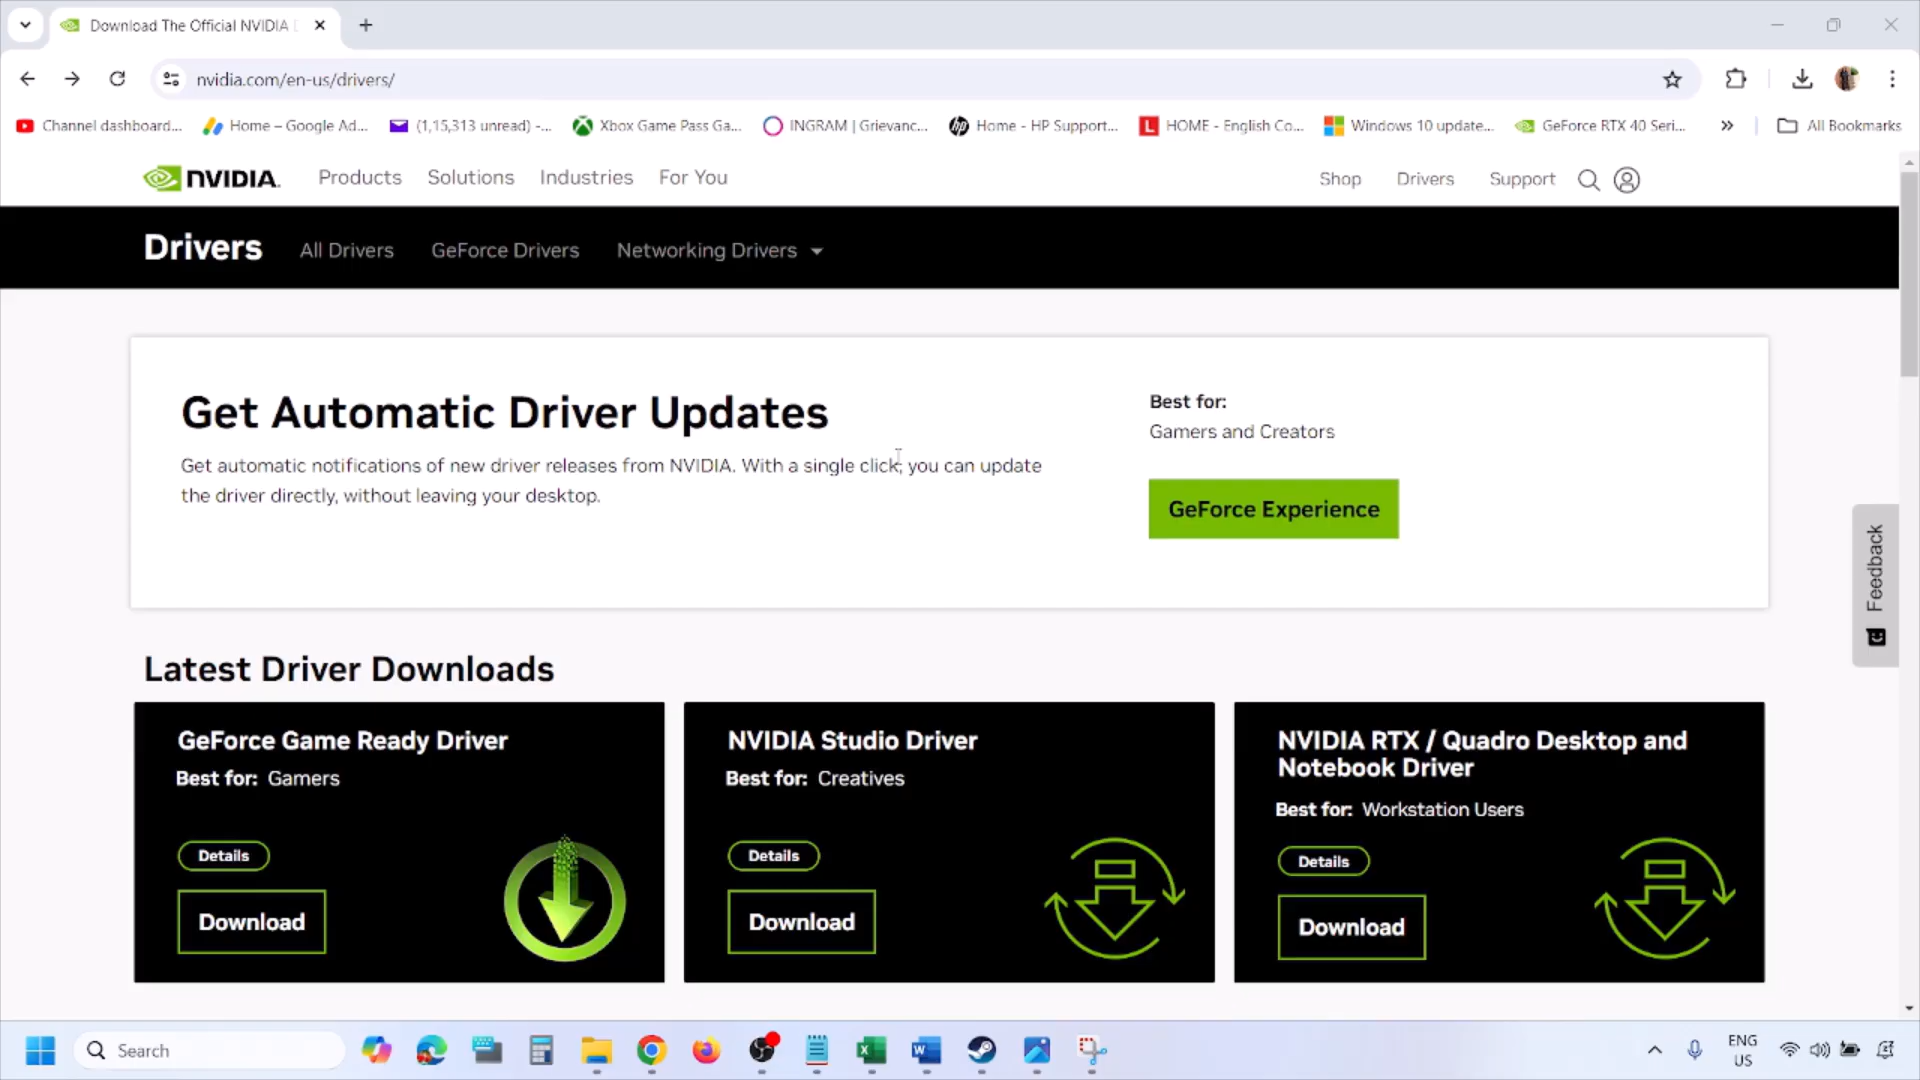 Download The Official NVIDIA
nvidia.com/en-us/drivers/
Channel dashboard...
Home – Google Ad...
(1,15,313 unread) -...
Xbox Game Pass Ga...
INGRAM | Grievanc...
Home - HP Support...
HOME - English Co...
Windows 10 update...
GeForce RTX 40 Seri...
All Bookmarks
NVIDIA.
Products
Solutions
Industries
For You
Shop
Drivers
Support
Drivers
All Drivers
GeForce Drivers
Networking Drivers
Get Automatic Driver Updates
Get automatic notifications of new driver releases from NVIDIA. With a single click, you can update
the driver directly, without leaving your desktop.
Best for:
Gamers and Creators
GeForce Experience
Feedback
Latest Driver Downloads
GeForce Game Ready Driver
Best for: Gamers
Details
Download
NVIDIA Studio Driver
Best for: Creatives
Details
Download
NVIDIA RTX / Quadro Desktop and
Notebook Driver
Best for: Workstation Users
Details
Download
Search
ENG
US